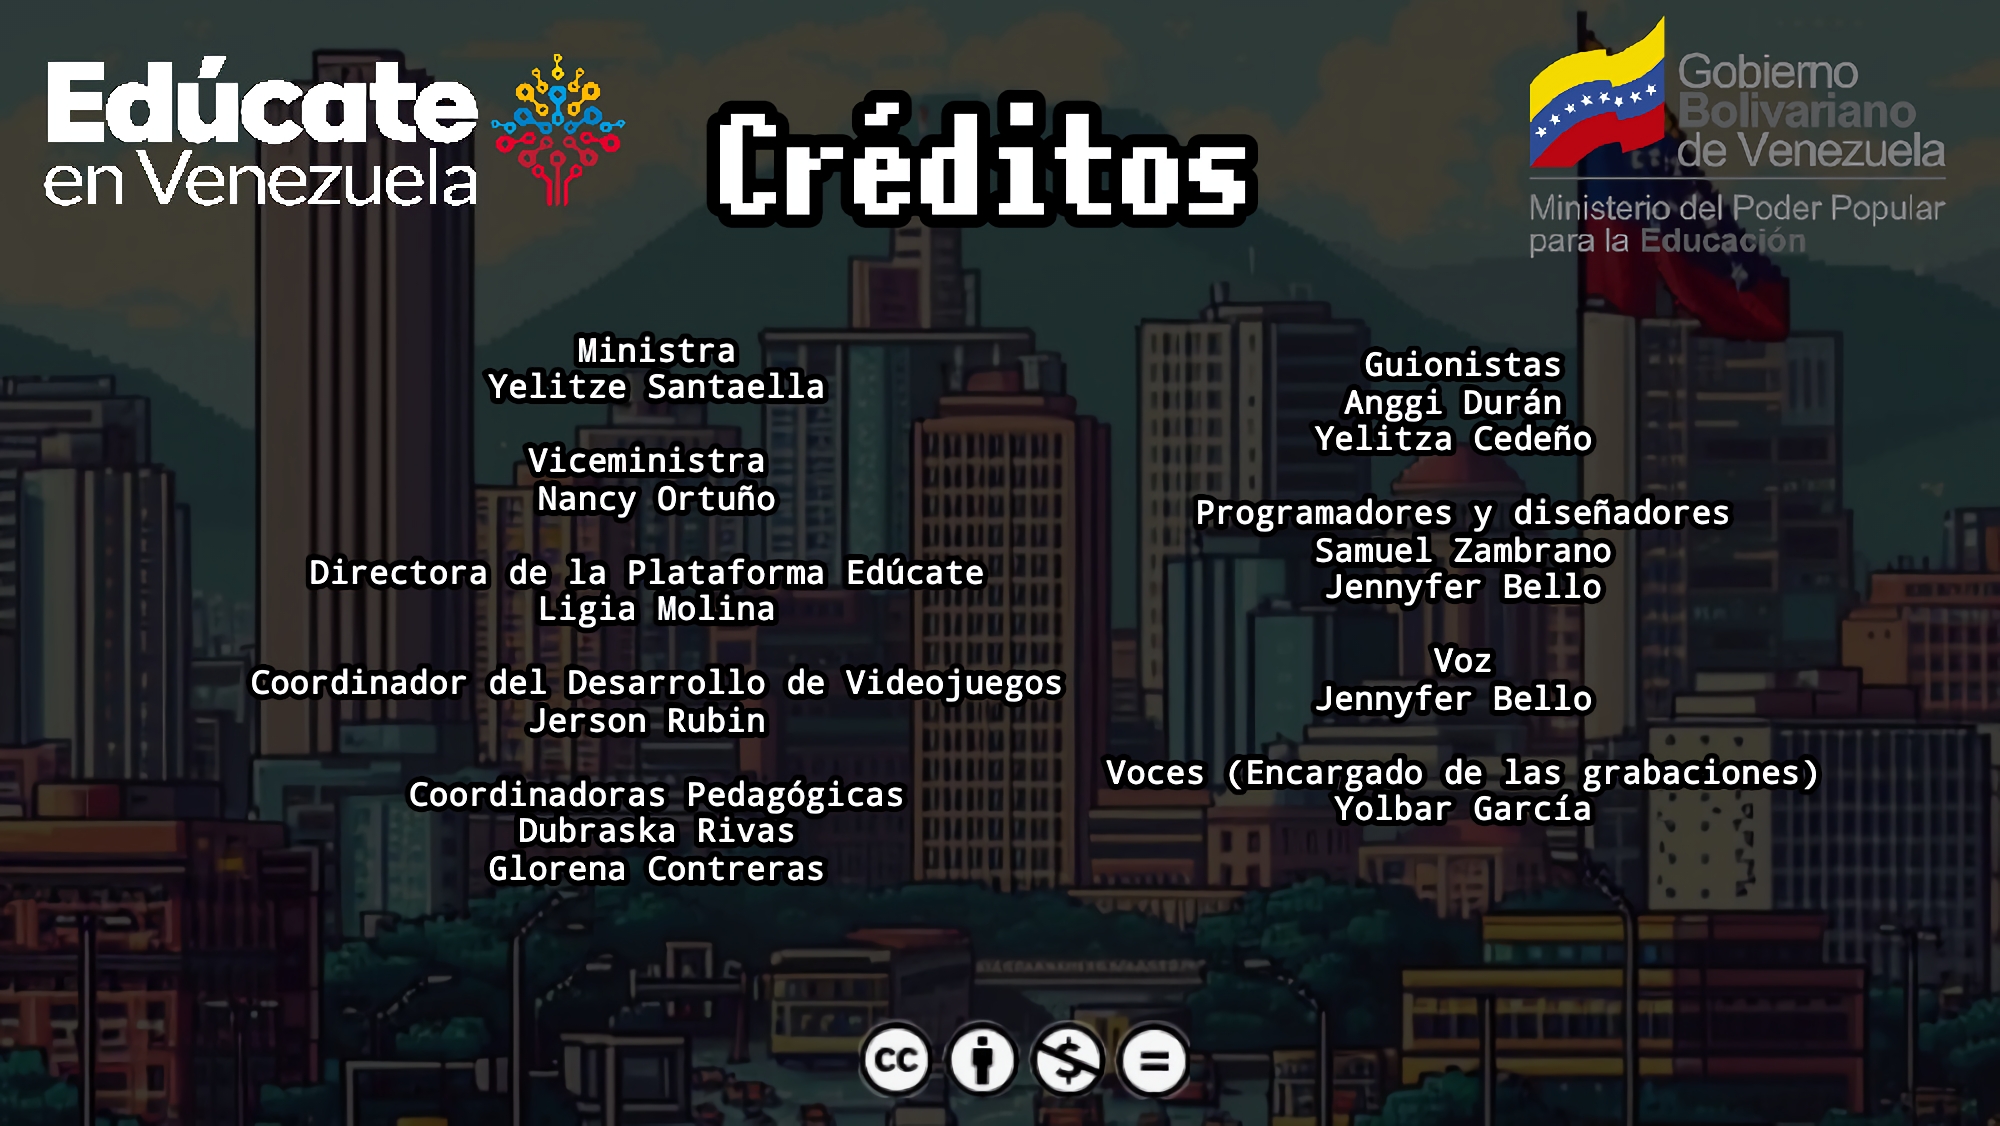 Edúcate
en Venezuela
Créditos
Gobierno
Bolivariano
de Venezuela
Ministerio del Poder Popular
para la Educación
Ministra
Yelitze Santaella
Viceministra
Nancy Ortuño
Directora de la Plataforma Edúcate
Ligia Molina
Coordinador del Desarrollo de Videojuegos
Jerson Rubin
Coordinadoras Pedagógicas
Dubraska Rivas
Glorena Contreras
Guionistas
Anggi Durán
Yelitza Cedeño
Programadores y diseñadores
Samuel Zambrano
Jennyfer Bello
Voz
Jennyfer Bello
Voces (Encargado de las grabaciones)
Yolbar García
cc